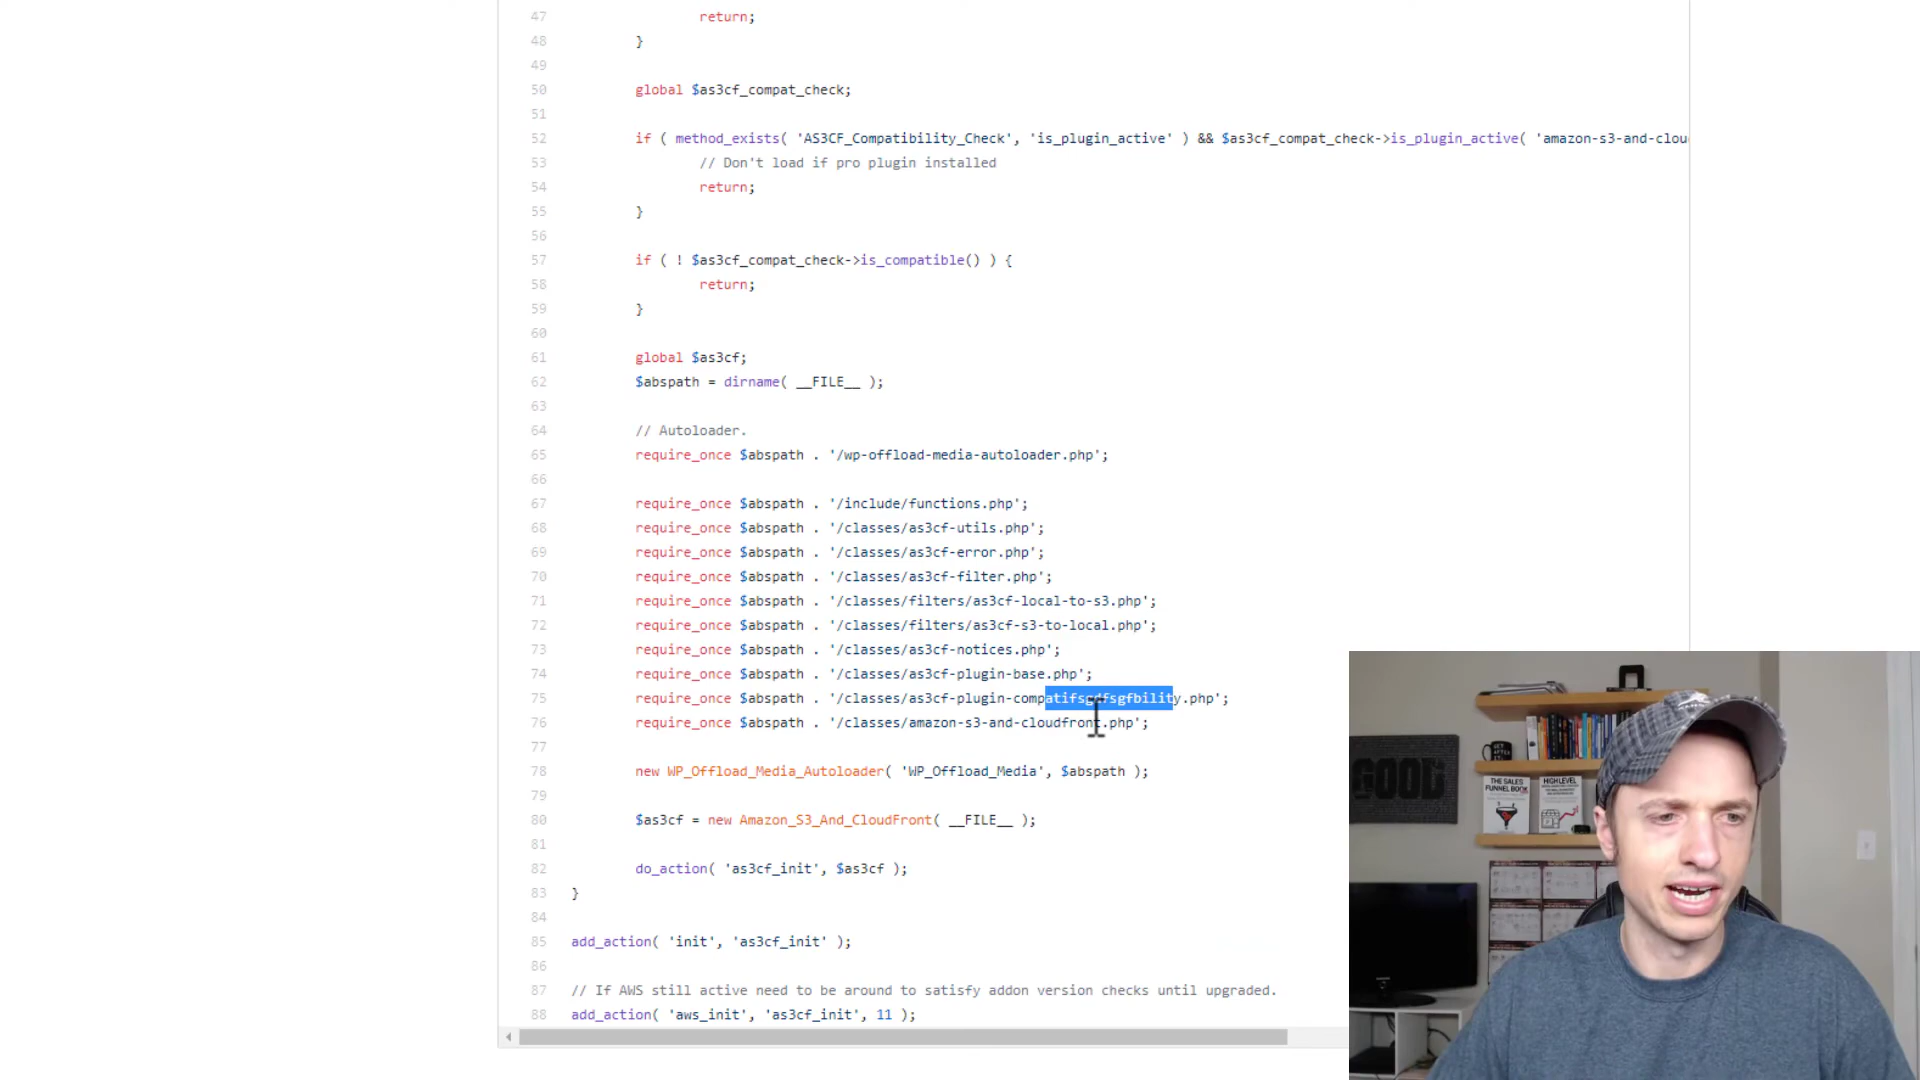 47 return;
48 }
49
50 global $as3cf_compat_check;
51
52 if ( method_exists( 'AS3CF_Compatibility_Check', 'is_plugin_active' ) && $as3cf_compat_check->is_plugin_active( 'amazon-s3-and-clou
53 // Don't load if pro plugin installed
54 return;
55 }
56
57 if ( ! $as3cf_compat_check->is_compatible() ) {
58 return;
59 }
60
61 global $as3cf;
62 $abspath = dirname( __FILE__ );
63
64 // Autoloader.
65 require_once $abspath . '/wp-offload-media-autoloader.php';
66
67 require_once $abspath . '/include/functions.php';
68 require_once $abspath . '/classes/as3cf-utils.php';
69 require_once $abspath . '/classes/as3cf-error.php';
70 require_once $abspath . '/classes/as3cf-filter.php';
71 require_once $abspath . '/classes/filters/as3cf-local-to-s3.php';
72 require_once $abspath . '/classes/filters/as3cf-s3-to-local.php';
73 require_once $abspath . '/classes/as3cf-notices.php';
74 require_once $abspath . '/classes/as3cf-plugin-base.php';
75 require_once $abspath .
76 require_once $abspath . '/classes/amazon-s3-and-cloudfront.php';
77
78 new WP_Offload_Media_Autoloader( 'WP_Offload_Media', $abspath );
79
80 $as3cf = new Amazon_S3_And_CloudFront( __FILE__ );
81
82 do_action( 'as3cf_init', $as3cf );
83 }
84
85 add_action( 'init', 'as3cf_init' );
86
87 // If AWS still active need to be around to satisfy addon version checks until upgraded.
88 add_action( 'aws_init', 'as3cf_init', 11 );
GOOD
GET AFTER
THE SALES FUNNEL BOOK
HIGH LEVEL